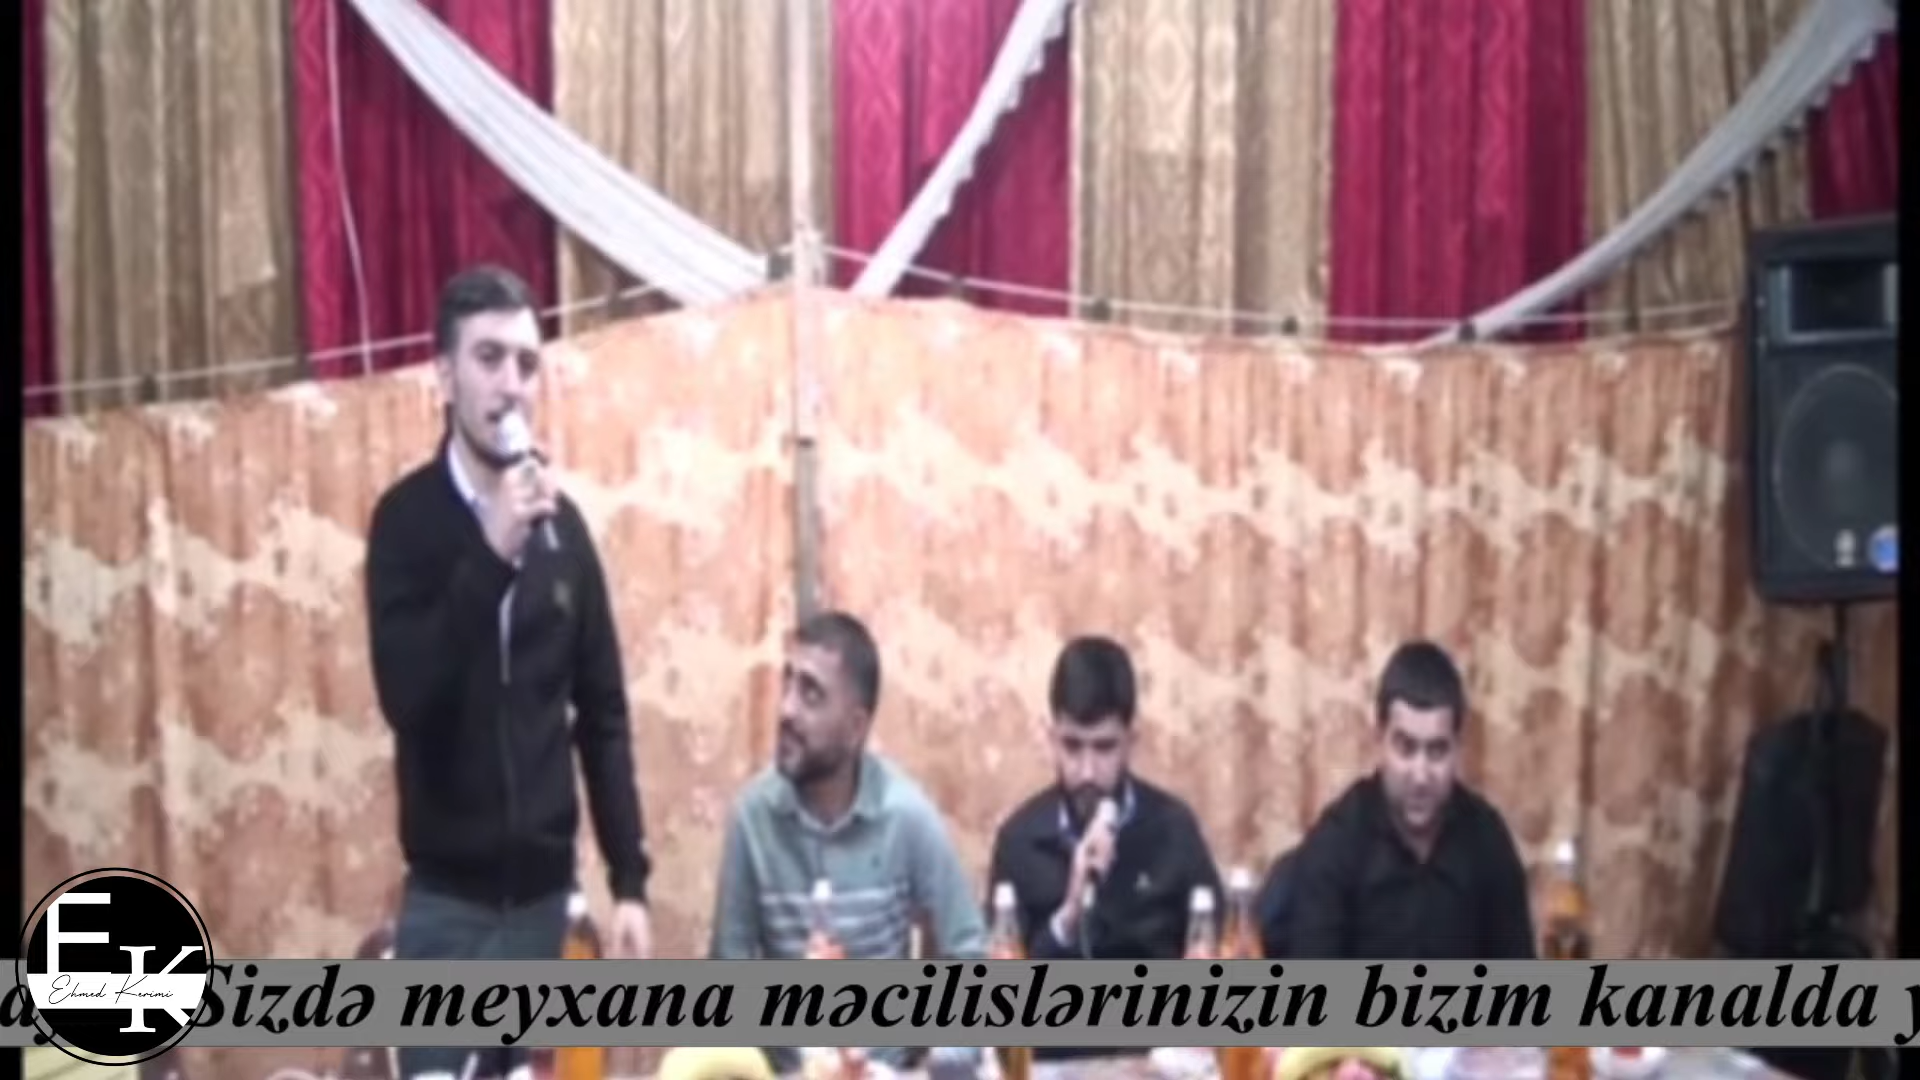 EK
Ehmed Kerimi
Sizdə meyxana məcilislərinizin bizim kanalda